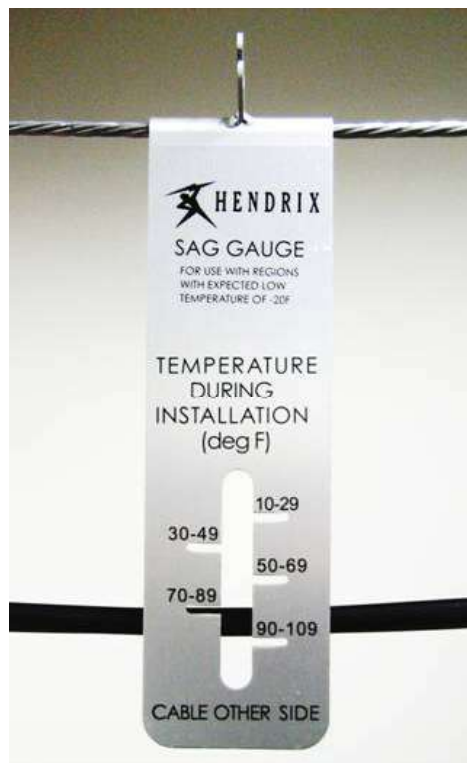 HENDRIX
SAG GAUGE
FOR USE WITH REGIONS
WITH EXPECTED LOW
TEMPERATURE OF -20F
TEMPERATURE
DURING
INSTALLATION
(deg F)
10-29
30-49
50-69
70-89
90-109
CABLE OTHER SIDE